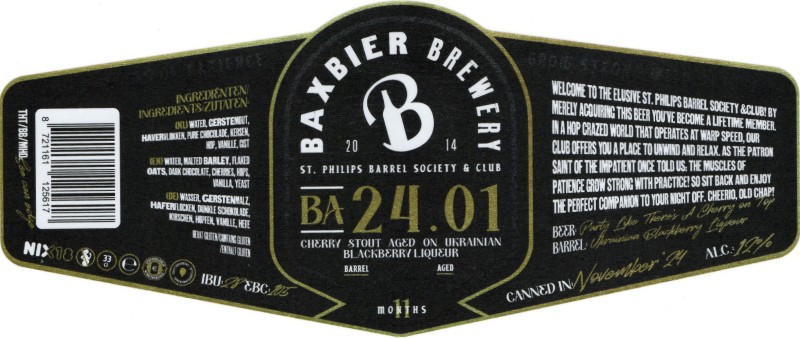 INGREDIËNTEN/
INGREDIENTS/ZUTATEN:
(NL) WATER, GERSTEMOUT,
HAVERVLOKKEN, PURE CHOCOLADE, KERSEN,
HOP, VANILLE, GIST
(EN) WATER, MALTED BARLEY, FLAKED
OATS, DARK CHOCOLATE, CHERRIES, HOPS,
VANILLA, YEAST
(DE) WASSER, GERSTENMALZ,
HAFERFLOCKEN, DUNKLE SCHOKOLADE,
KIRSCHEN, HOPFEN, VANILLE, HEFE
BEVAT GLUTEN/CONTAINS GLUTEN
/ENTHÄLT GLUTEN
THT/BB/MHD.
8 721161 125617
NIX18
33
CL
IBU: EBC:
BAXBIER BREWERY
B
20 14
ST. PHILIPS BARREL SOCIETY & CLUB
BA 24.01
CHERRY STOUT AGED ON UKRAINIAN
BLACKBERRY LIQUEUR
BARREL AGED
11
MONTHS
WELCOME TO THE ELUSIVE ST. PHILIPS BARREL SOCIETY & CLUB! BY
MERELY ACQUIRING THIS BEER YOU'VE BECOME A LIFETIME MEMBER.
IN A HOP CRAZED WORLD THAT OPERATES AT WARP SPEED, OUR
CLUB OFFERS YOU A PLACE TO UNWIND AND RELAX. AS THE PATRON
SAINT OF THE IMPATIENT ONCE TOLD US: THE MUSCLES OF
PATIENCE GROW STRONG WITH PRACTICE! SO SIT BACK AND ENJOY
THE PERFECT COMPANION TO YOUR NIGHT OFF. CHEERIO, OLD CHAP!
BEER: Party Like There's A Cherry on Top
BARREL: Ukrainian Blackberry Liqueur
CANNED IN: November '24 ALC.: 12%